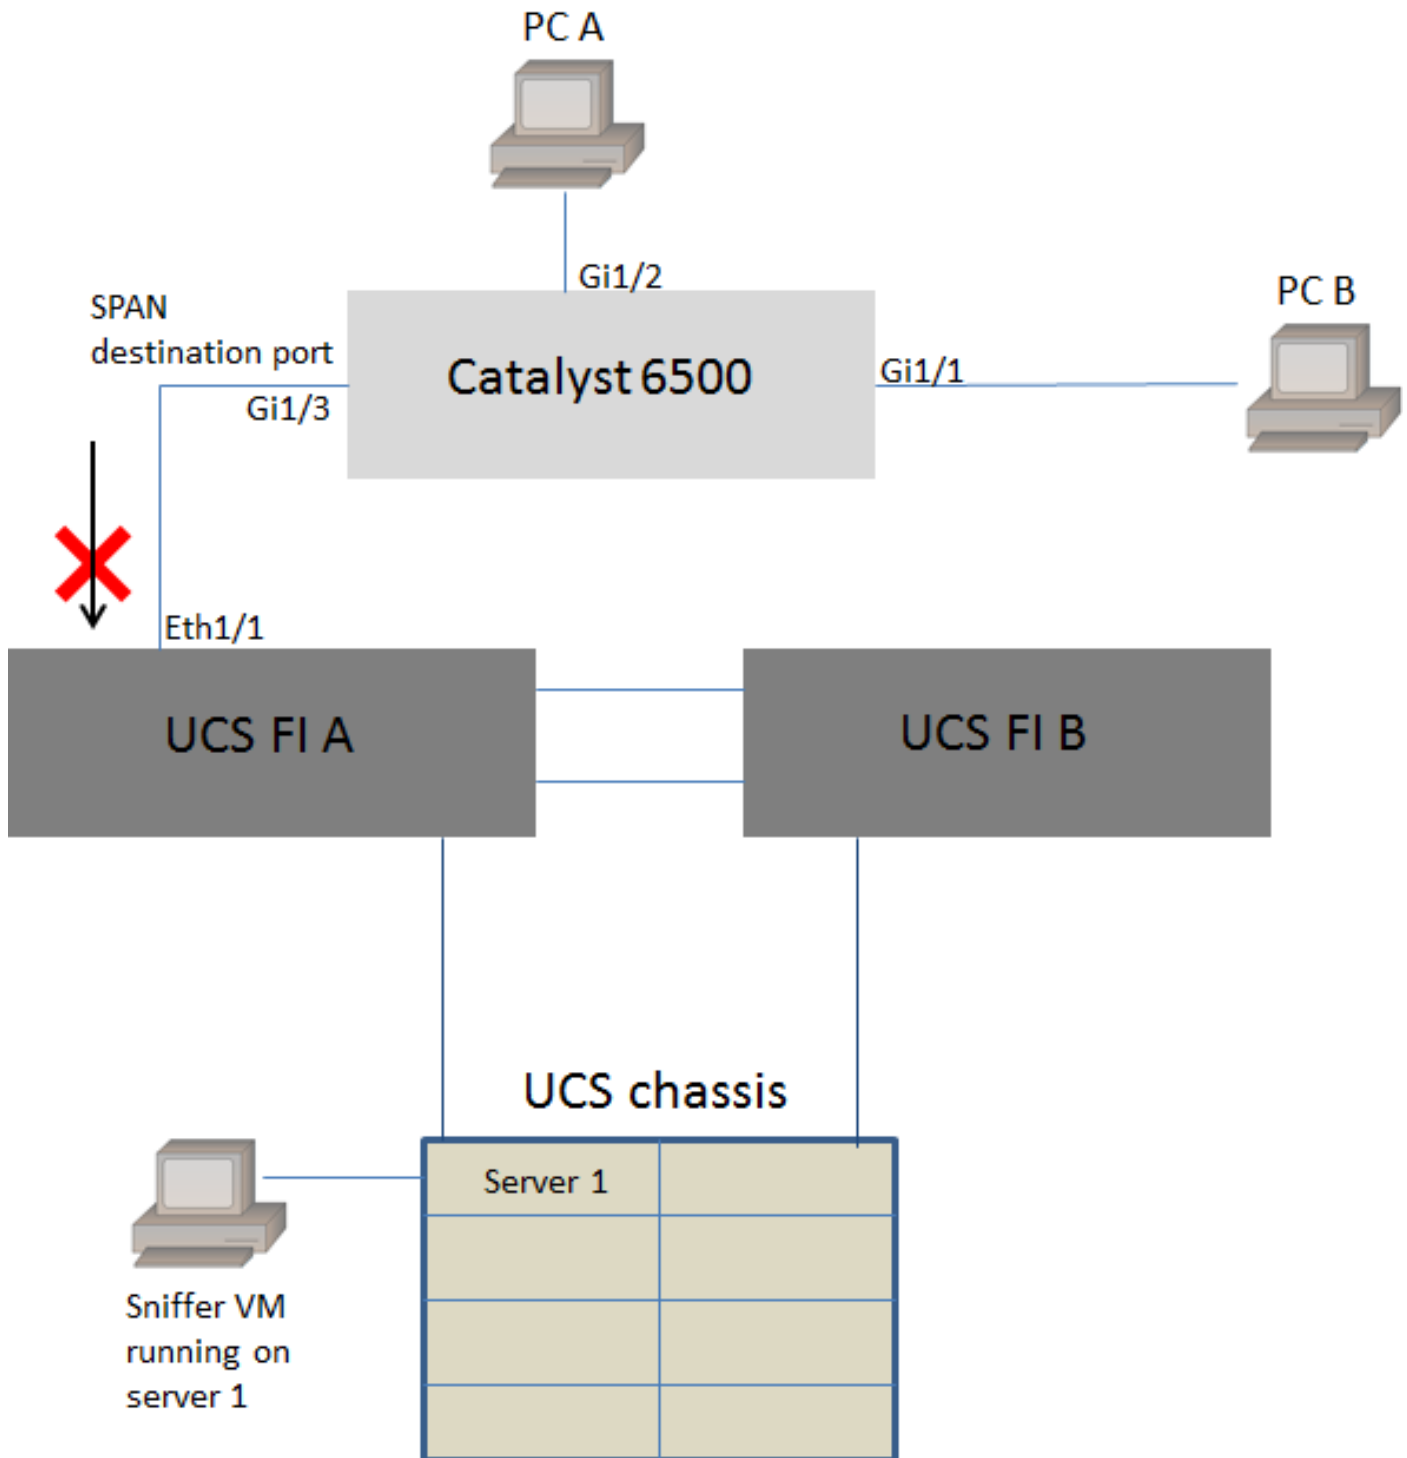 PC A
Gi1/2
SPAN
destination port
PC B
Catalyst 6500
Gi1/1
Gi1/3
Eth1/1
UCS FI A
UCS FI B
UCS chassis
Server 1
Sniffer VM
running on
server 1